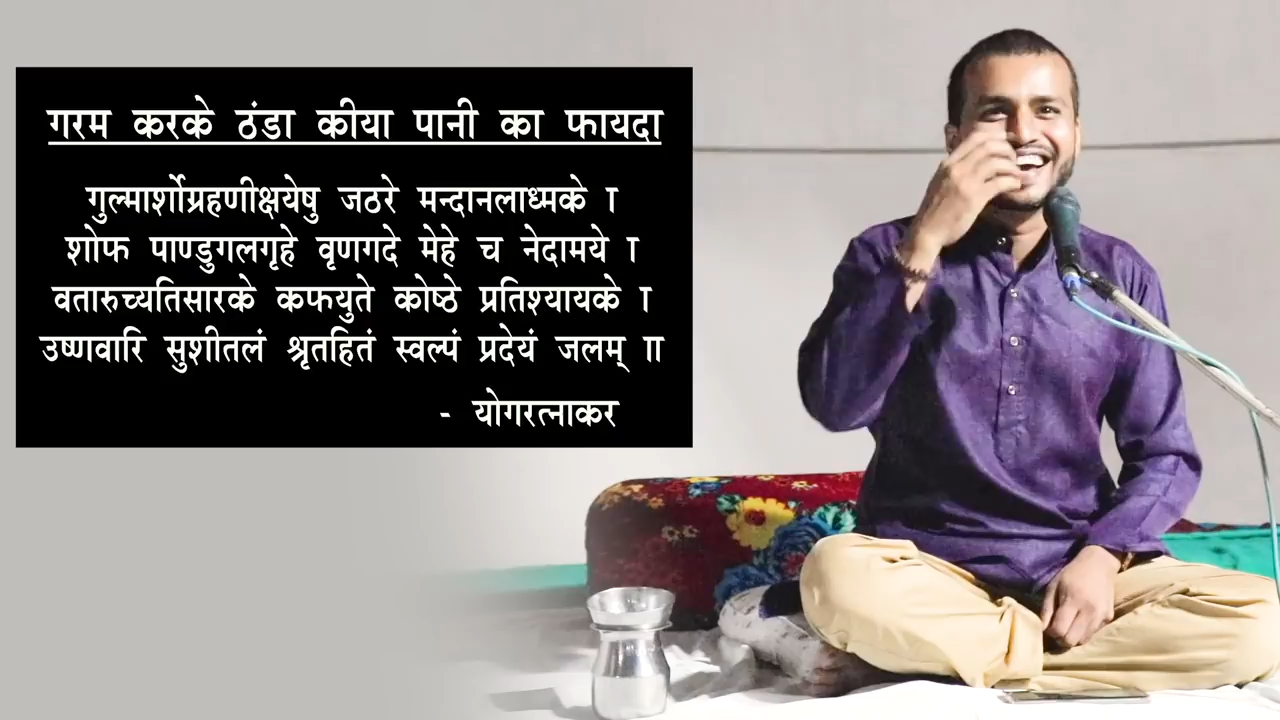 गरम करके ठंडा कीया पानी का फायदा
गुल्मार्शोग्रहणीक्षयेषु जठरे मन्दानलाध्मके ।
शोफ पाण्डुगलगृहे वृणगदे मेहे च नेदामये ।
वतारुच्यतिसारके कफयुते कोष्ठे प्रतिश्यायके ।
उष्णवारि सुशीतलं श्रृतहितं स्वल्पं प्रदेयं जलम् ॥
- योगरत्नाकर